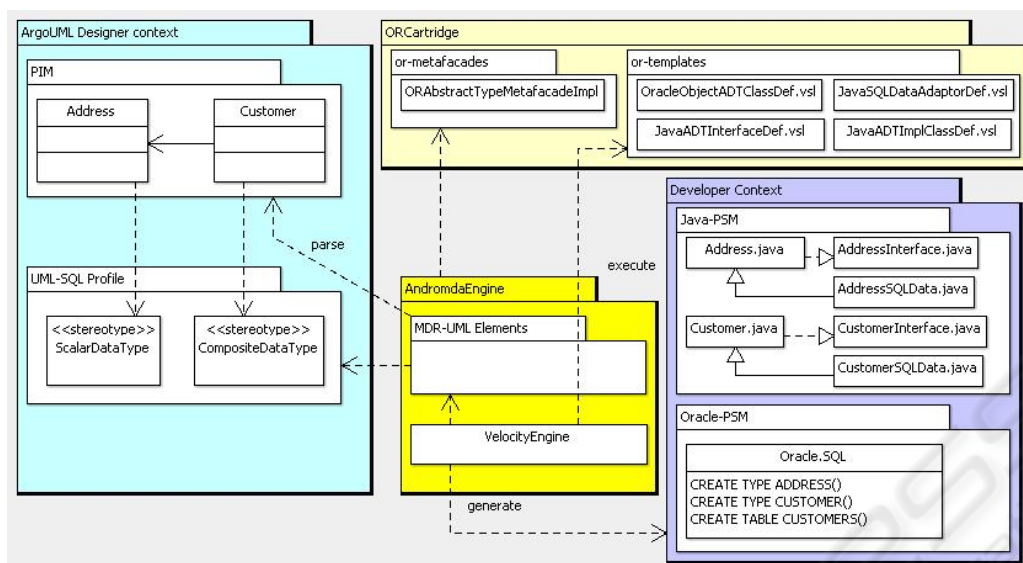 ArgoUML Designer context
PIM
Address
Customer
parse
UML-SQL Profile
<<stereotype>>
ScalarDataType
<<stereotype>>
CompositeDataType
ORCartridge
or-metafacades
ORAbstractTypeMetafacadeImpl
or-templates
OracleObjectADTClassDef.vsl
JavaSQLDataAdaptorDef.vsl
JavaADTInterfaceDef.vsl
JavaADTImplClassDef.vsl
execute
AndromdaEngine
MDR-UML Elements
VelocityEngine
generate
Developer Context
Java-PSM
Address.java
AddressInterface.java
AddressSQLData.java
Customer.java
CustomerInterface.java
CustomerSQLData.java
Oracle-PSM
Oracle.SQL
CREATE TYPE ADDRESS()
CREATE TYPE CUSTOMER()
CREATE TABLE CUSTOMERS()